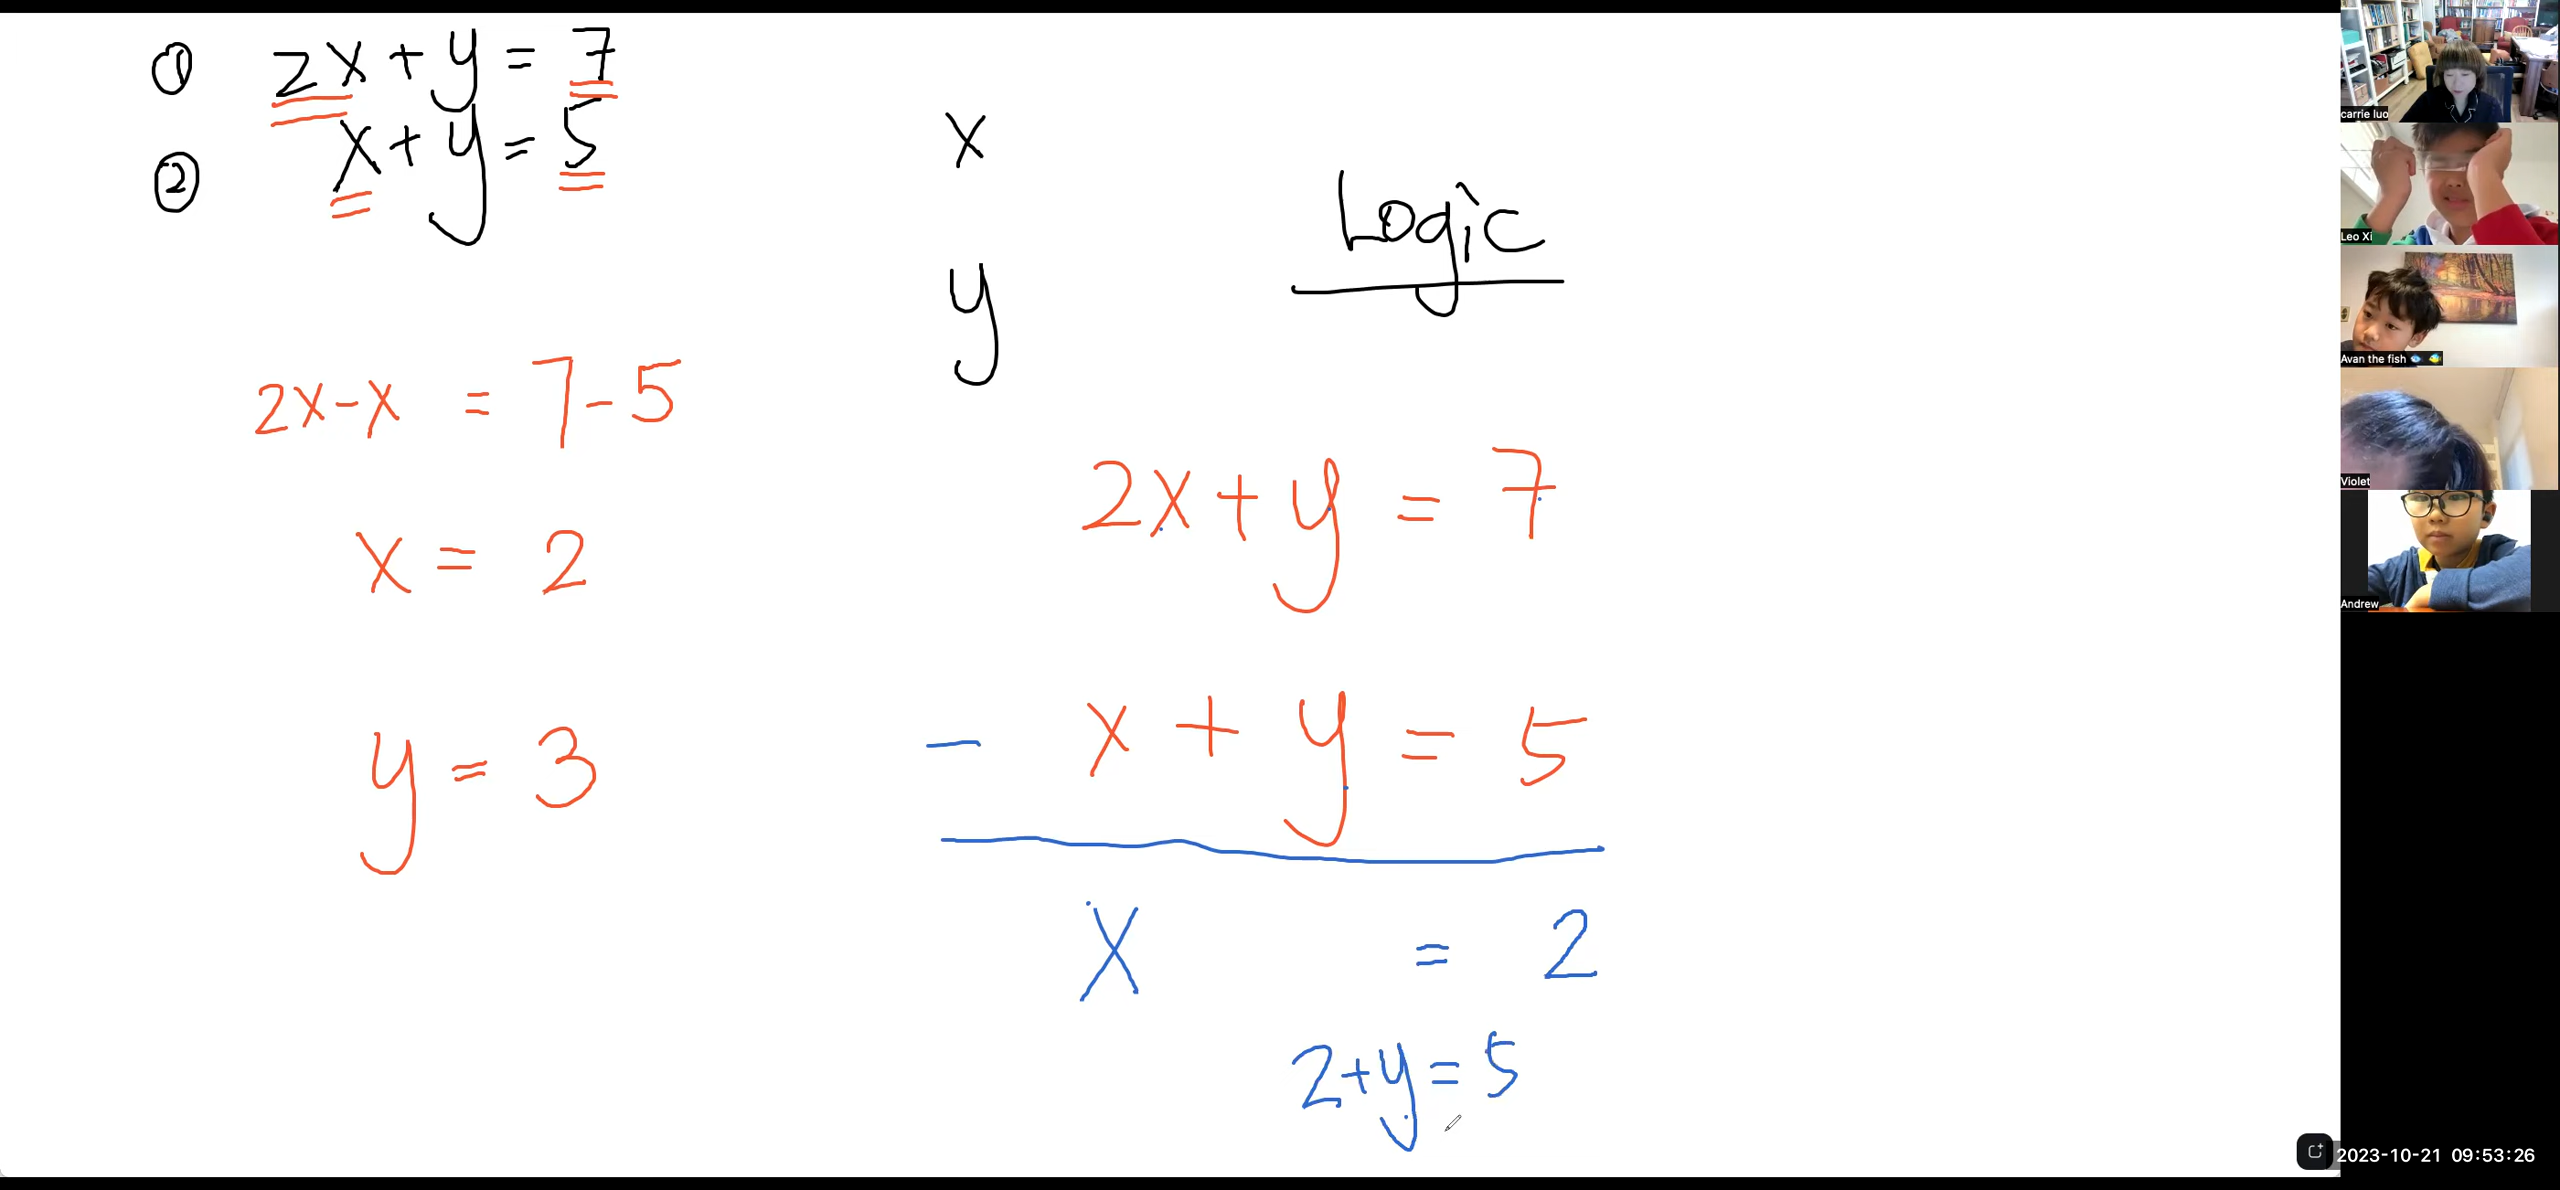 ① 2x + y = 7
② x + y = 5
x
Logic
y
2x - x = 7 - 5
x = 2
y = 3
2x + y = 7
- x + y = 5
x = 2
2 + y = 5
carrie luo
Leo Xi
Avan the fish 🐟 🐠
Violet
Andrew
2023-10-21 09:53:26